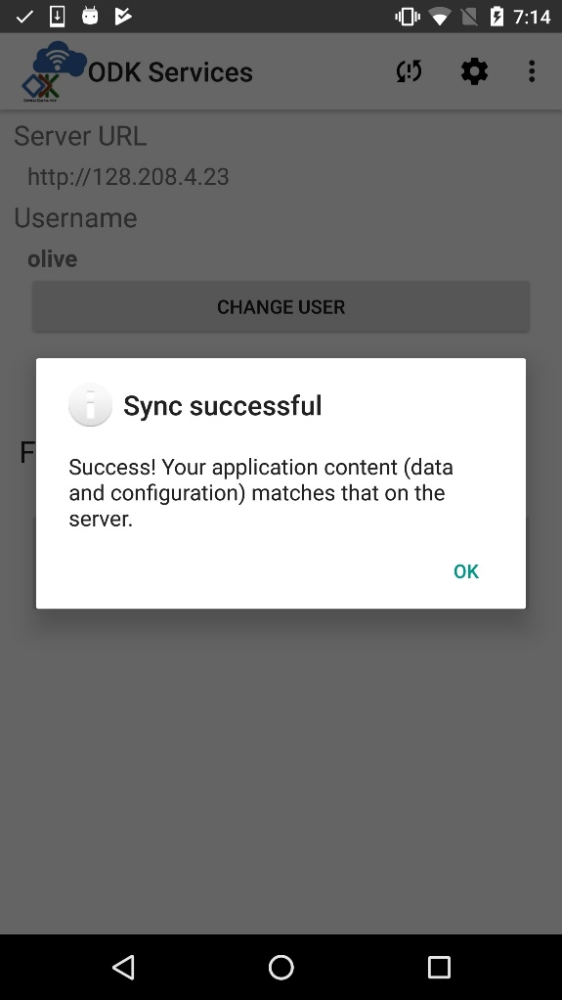 7:14
ODK Services
Server URL
http://128.208.4.23
Username
olive
CHANGE USER
Sync successful
F
Success! Your application content (data
and configuration) matches that on the
server.
OK